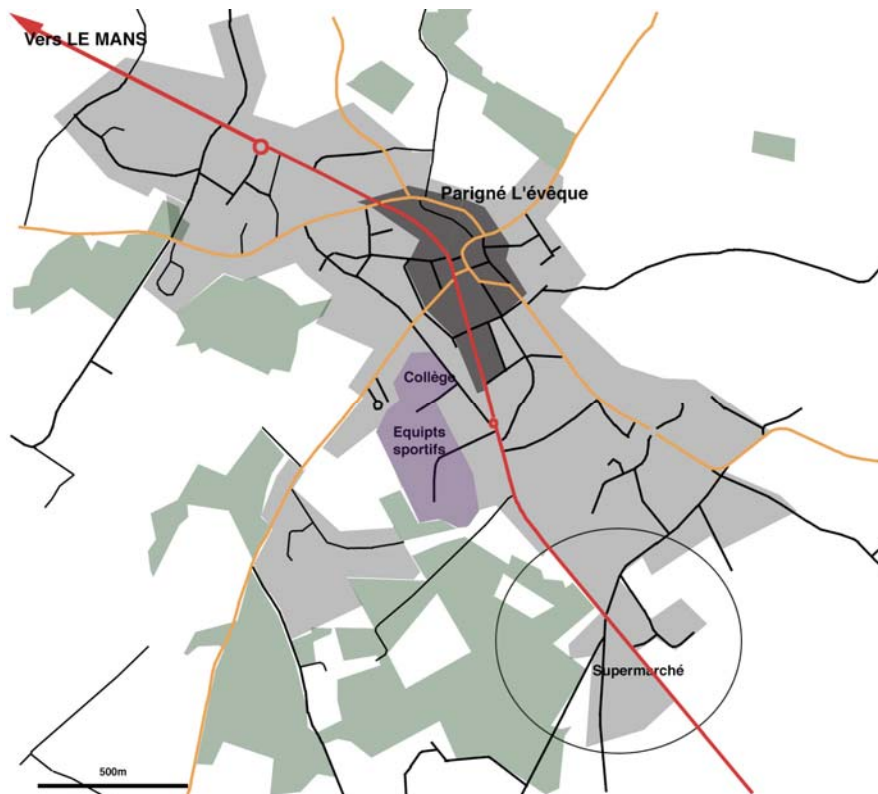 Vers LE MANS
Parigné L'évêque
Collège
Equipts
sportifs
Supermarché
500m